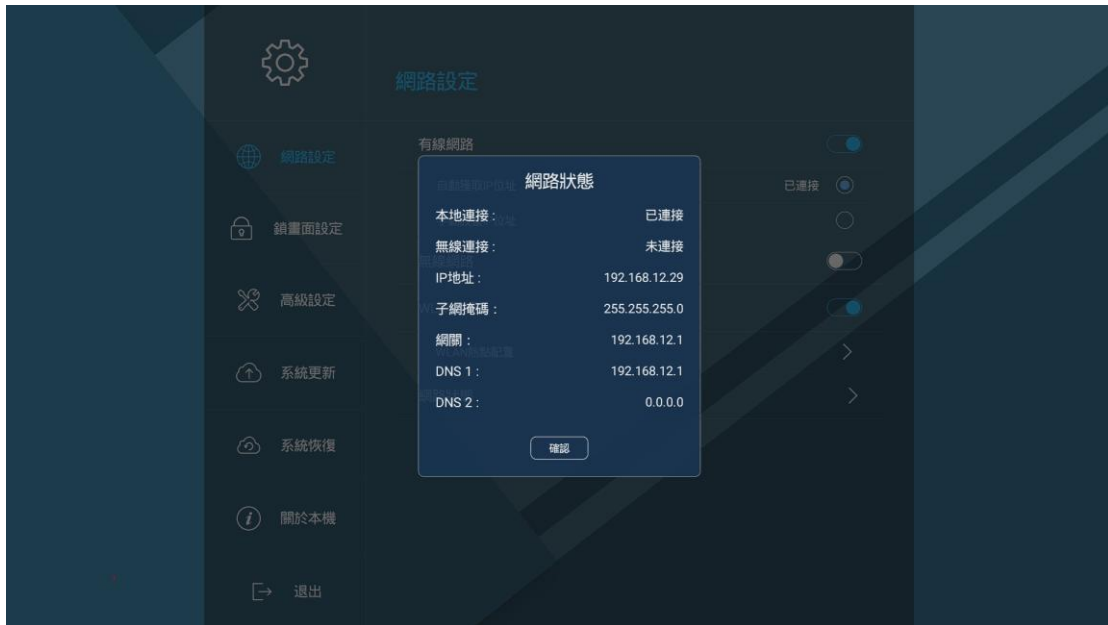 網路設定
網路設定
鎖畫面設定
高級設定
系統更新
系統恢復
關於本機
退出
有線網路
已連接
網路狀態
本地連接：
已連接
無線連接：
未連接
IP地址：
192.168.12.29
子網掩碼：
255.255.255.0
網關：
192.168.12.1
DNS 1：
192.168.12.1
DNS 2：
0.0.0.0
確認